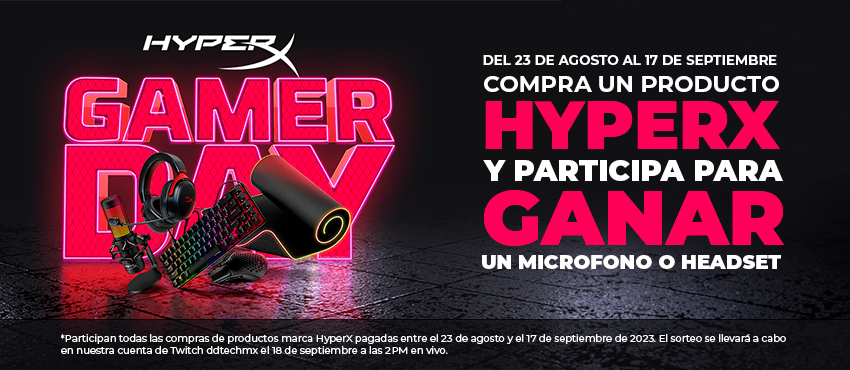 HYPERX
GAMER
DAY
DEL 23 DE AGOSTO AL 17 DE SEPTIEMBRE
COMPRA UN PRODUCTO
HYPERX
Y PARTICIPA PARA
GANAR
UN MICROFONO O HEADSET
*Participan todas las compras de productos marca HyperX pagadas entre el 23 de agosto y el 17 de septiembre de 2023. El sorteo se llevará a cabo
en nuestra cuenta de Twitch ddtechmx el 18 de septiembre a las 2PM en vivo.